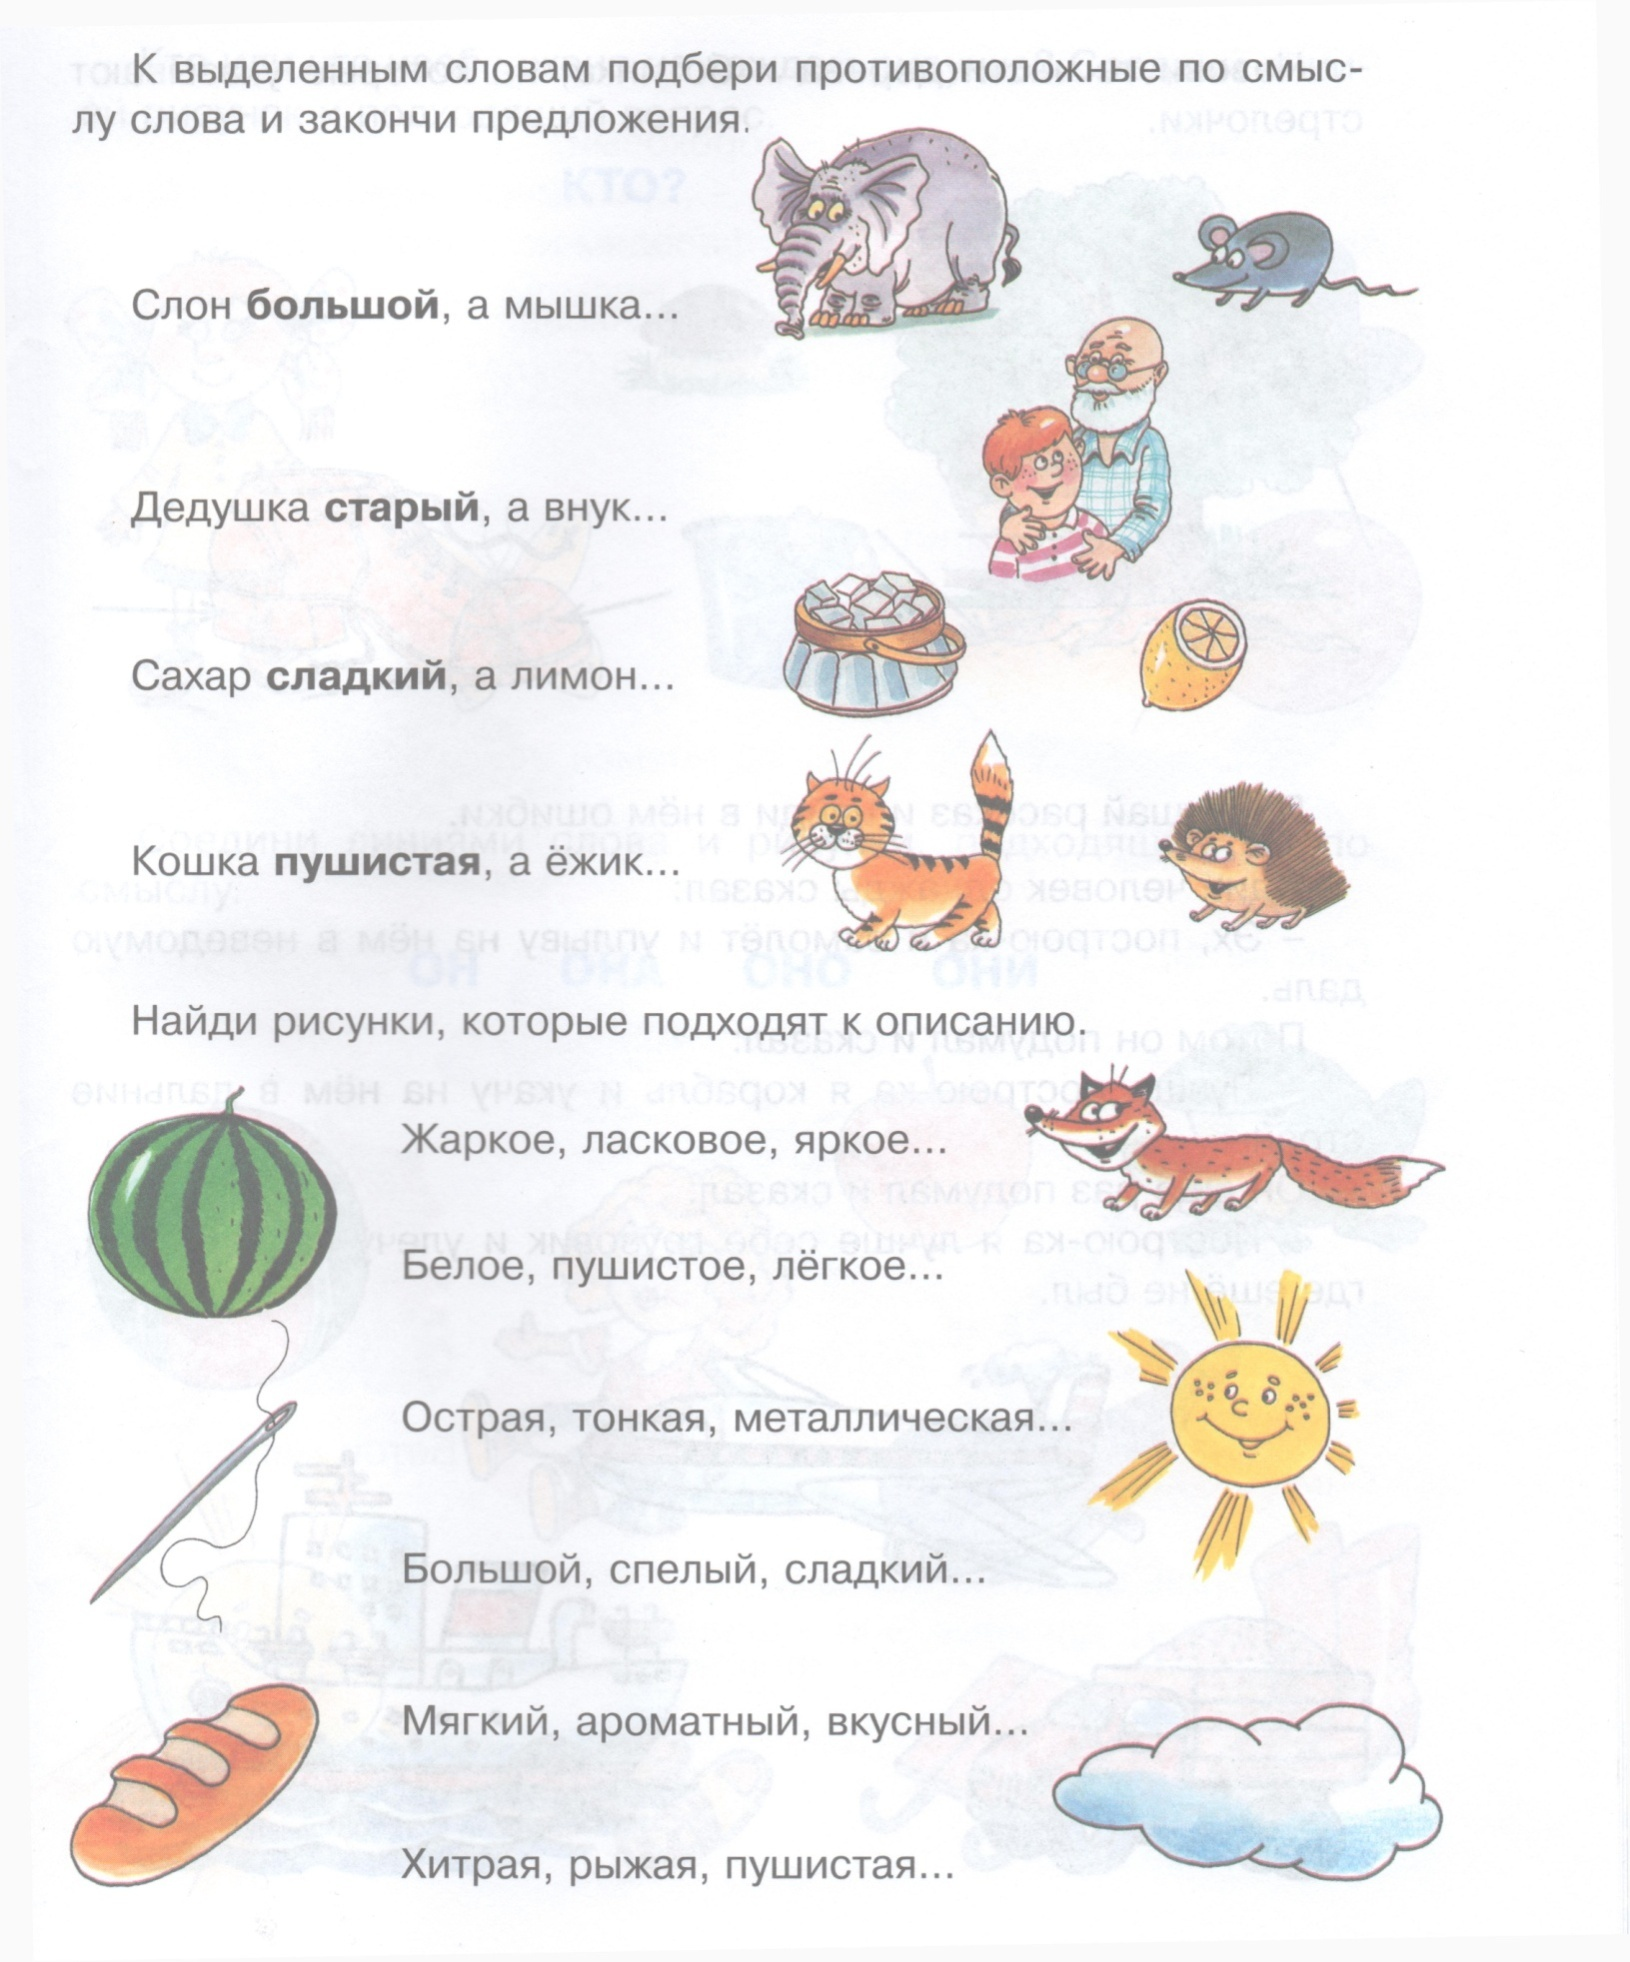 К выделенным словам подбери противоположные по смыс-
лу слова и закончи предложения.
Слон большой, а мышка...
Дедушка старый, а внук...
Сахар сладкий, а лимон...
Кошка пушистая, а ёжик...
Найди рисунки, которые подходят к описанию.
Жаркое, ласковое, яркое...
Белое, пушистое, лёгкое...
Острая, тонкая, металлическая...
Большой, спелый, сладкий...
Мягкий, ароматный, вкусный...
Хитрая, рыжая, пушистая...